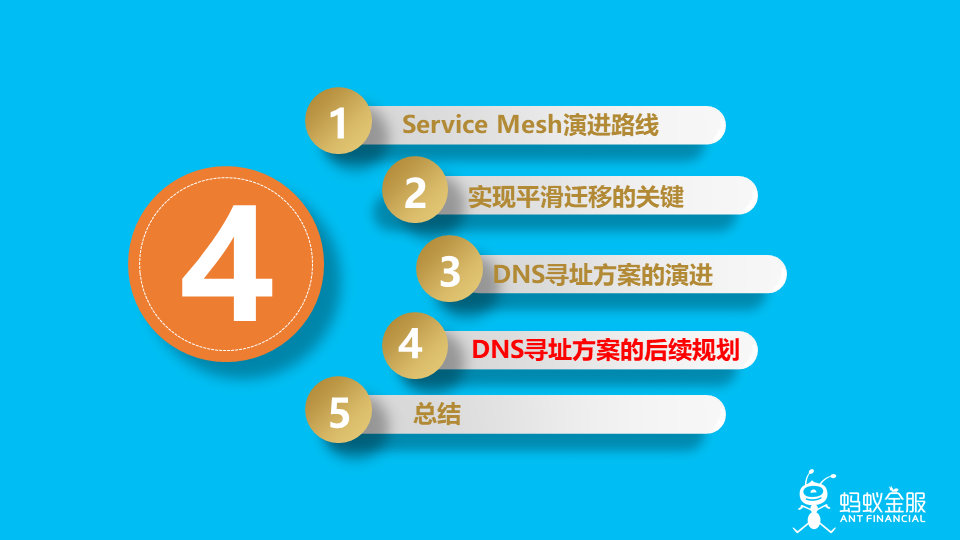 4
1 Service Mesh演进路线
2 实现平滑迁移的关键
3 DNS寻址方案的演进
4 DNS寻址方案的后续规划
5 总结
蚂蚁金服
ANT FINANCIAL